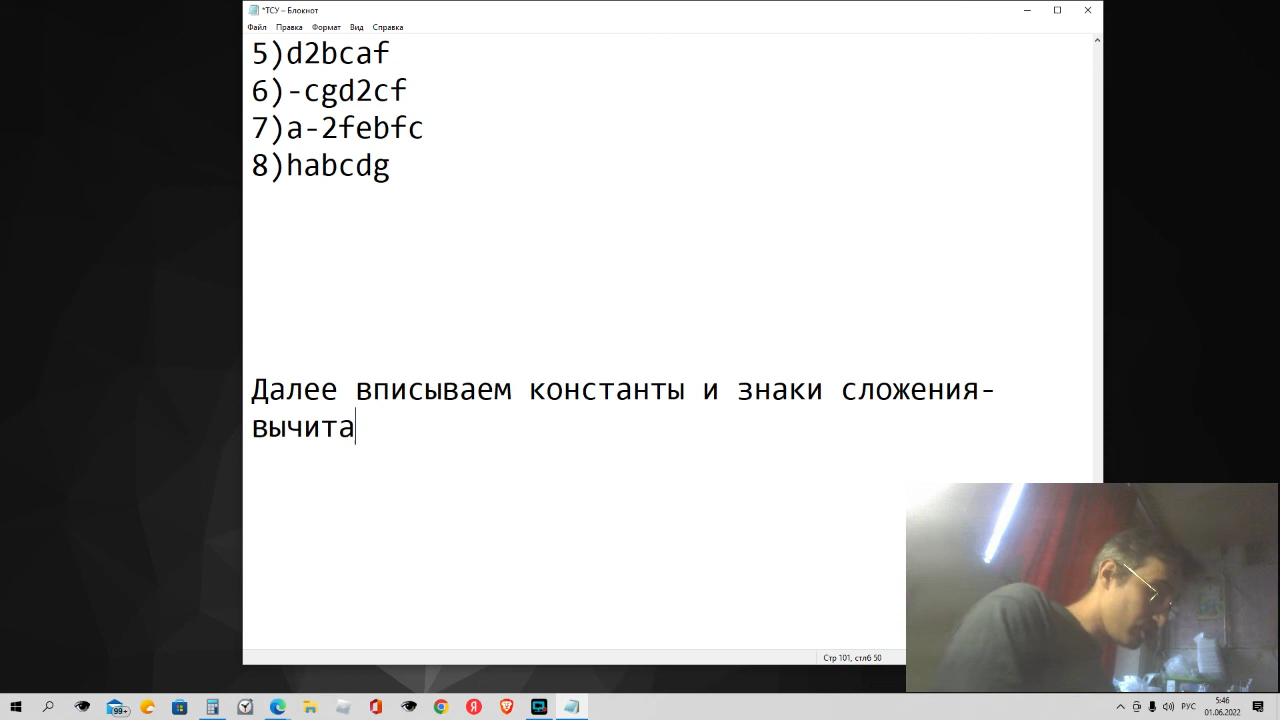 *ТСУ – Блокнот
Файл Правка Формат Вид Справка
5)d2bcaf
6)-cgd2cf
7)a-2febfc
8)habcdg
Далее вписываем константы и знаки сложения-
вычита
Стр 101, стлб 50
99+
РУС
5:46
01.06.2022